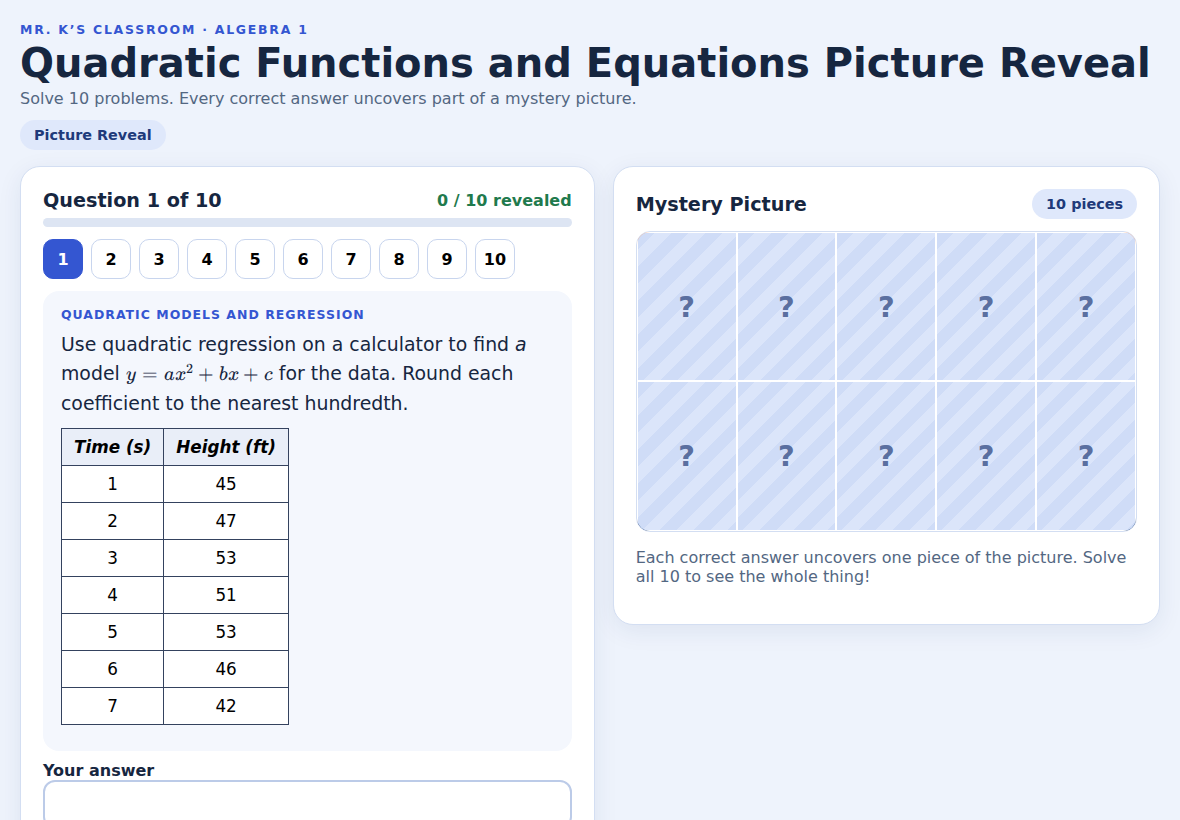 MR. K’S CLASSROOM · ALGEBRA 1
Quadratic Functions and Equations Picture Reveal
Solve 10 problems. Every correct answer uncovers part of a mystery picture.
Picture Reveal
Question 1 of 10
0 / 10 revealed
1 2 3 4 5 6 7 8 9 10
QUADRATIC MODELS AND REGRESSION
Use quadratic regression on a calculator to find a
model y = ax² + bx + c for the data. Round each
coefficient to the nearest hundredth.
Time (s) Height (ft)
1 45
2 47
3 53
4 51
5 53
6 46
7 42
Your answer
Mystery Picture
10 pieces
? ? ? ? ?
? ? ? ? ?
Each correct answer uncovers one piece of the picture. Solve
all 10 to see the whole thing!